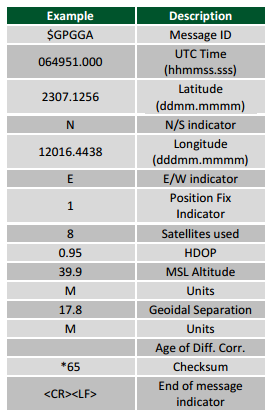 Example Description
$GPGGA Message ID
064951.000 UTC Time
(hhmmss.sss)
2307.1256 Latitude
(ddmm.mmmm)
N N/S indicator
12016.4438 Longitude
(dddmm.mmmm)
E E/W indicator
1 Position Fix
Indicator
8 Satellites used
0.95 HDOP
39.9 MSL Altitude
M Units
17.8 Geoidal Separation
M Units
Age of Diff. Corr.
*65 Checksum
<CR><LF> End of message
indicator